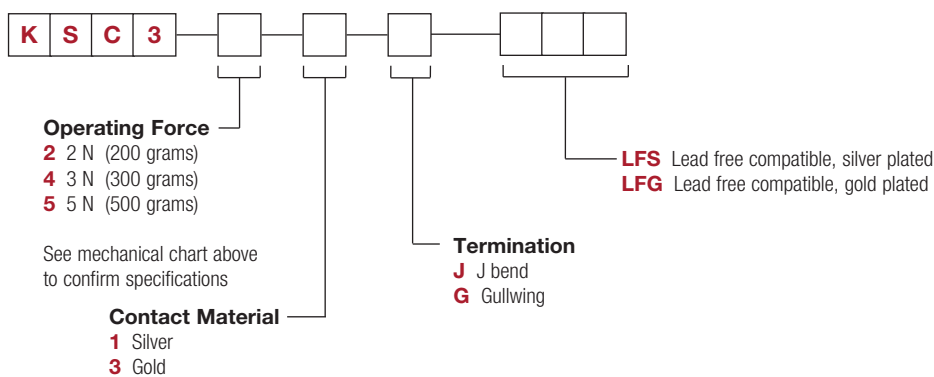 K S C 3
Operating Force
2 2 N (200 grams)
4 3 N (300 grams)
5 5 N (500 grams)
See mechanical chart above
to confirm specifications
Contact Material
1 Silver
3 Gold
Termination
J J bend
G Gullwing
LFS Lead free compatible, silver plated
LFG Lead free compatible, gold plated